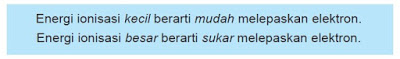 Energi ionisasi kecil berarti mudah melepaskan elektron.
Energi ionisasi besar berarti sukar melepaskan elektron.